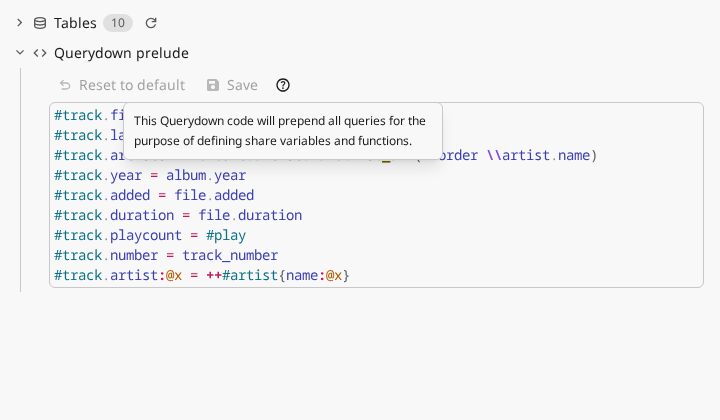 Tables 10
Querydown prelude
Reset to default Save
This Querydown code will prepend all queries for the
purpose of defining share variables and functions.
#track.fi
#track.la
#track.ar order \\artist.name)
#track.year = album.year
#track.added = file.added
#track.duration = file.duration
#track.playcount = #play
#track.number = track_number
#track.artist:@x = ++#artist{name:@x}